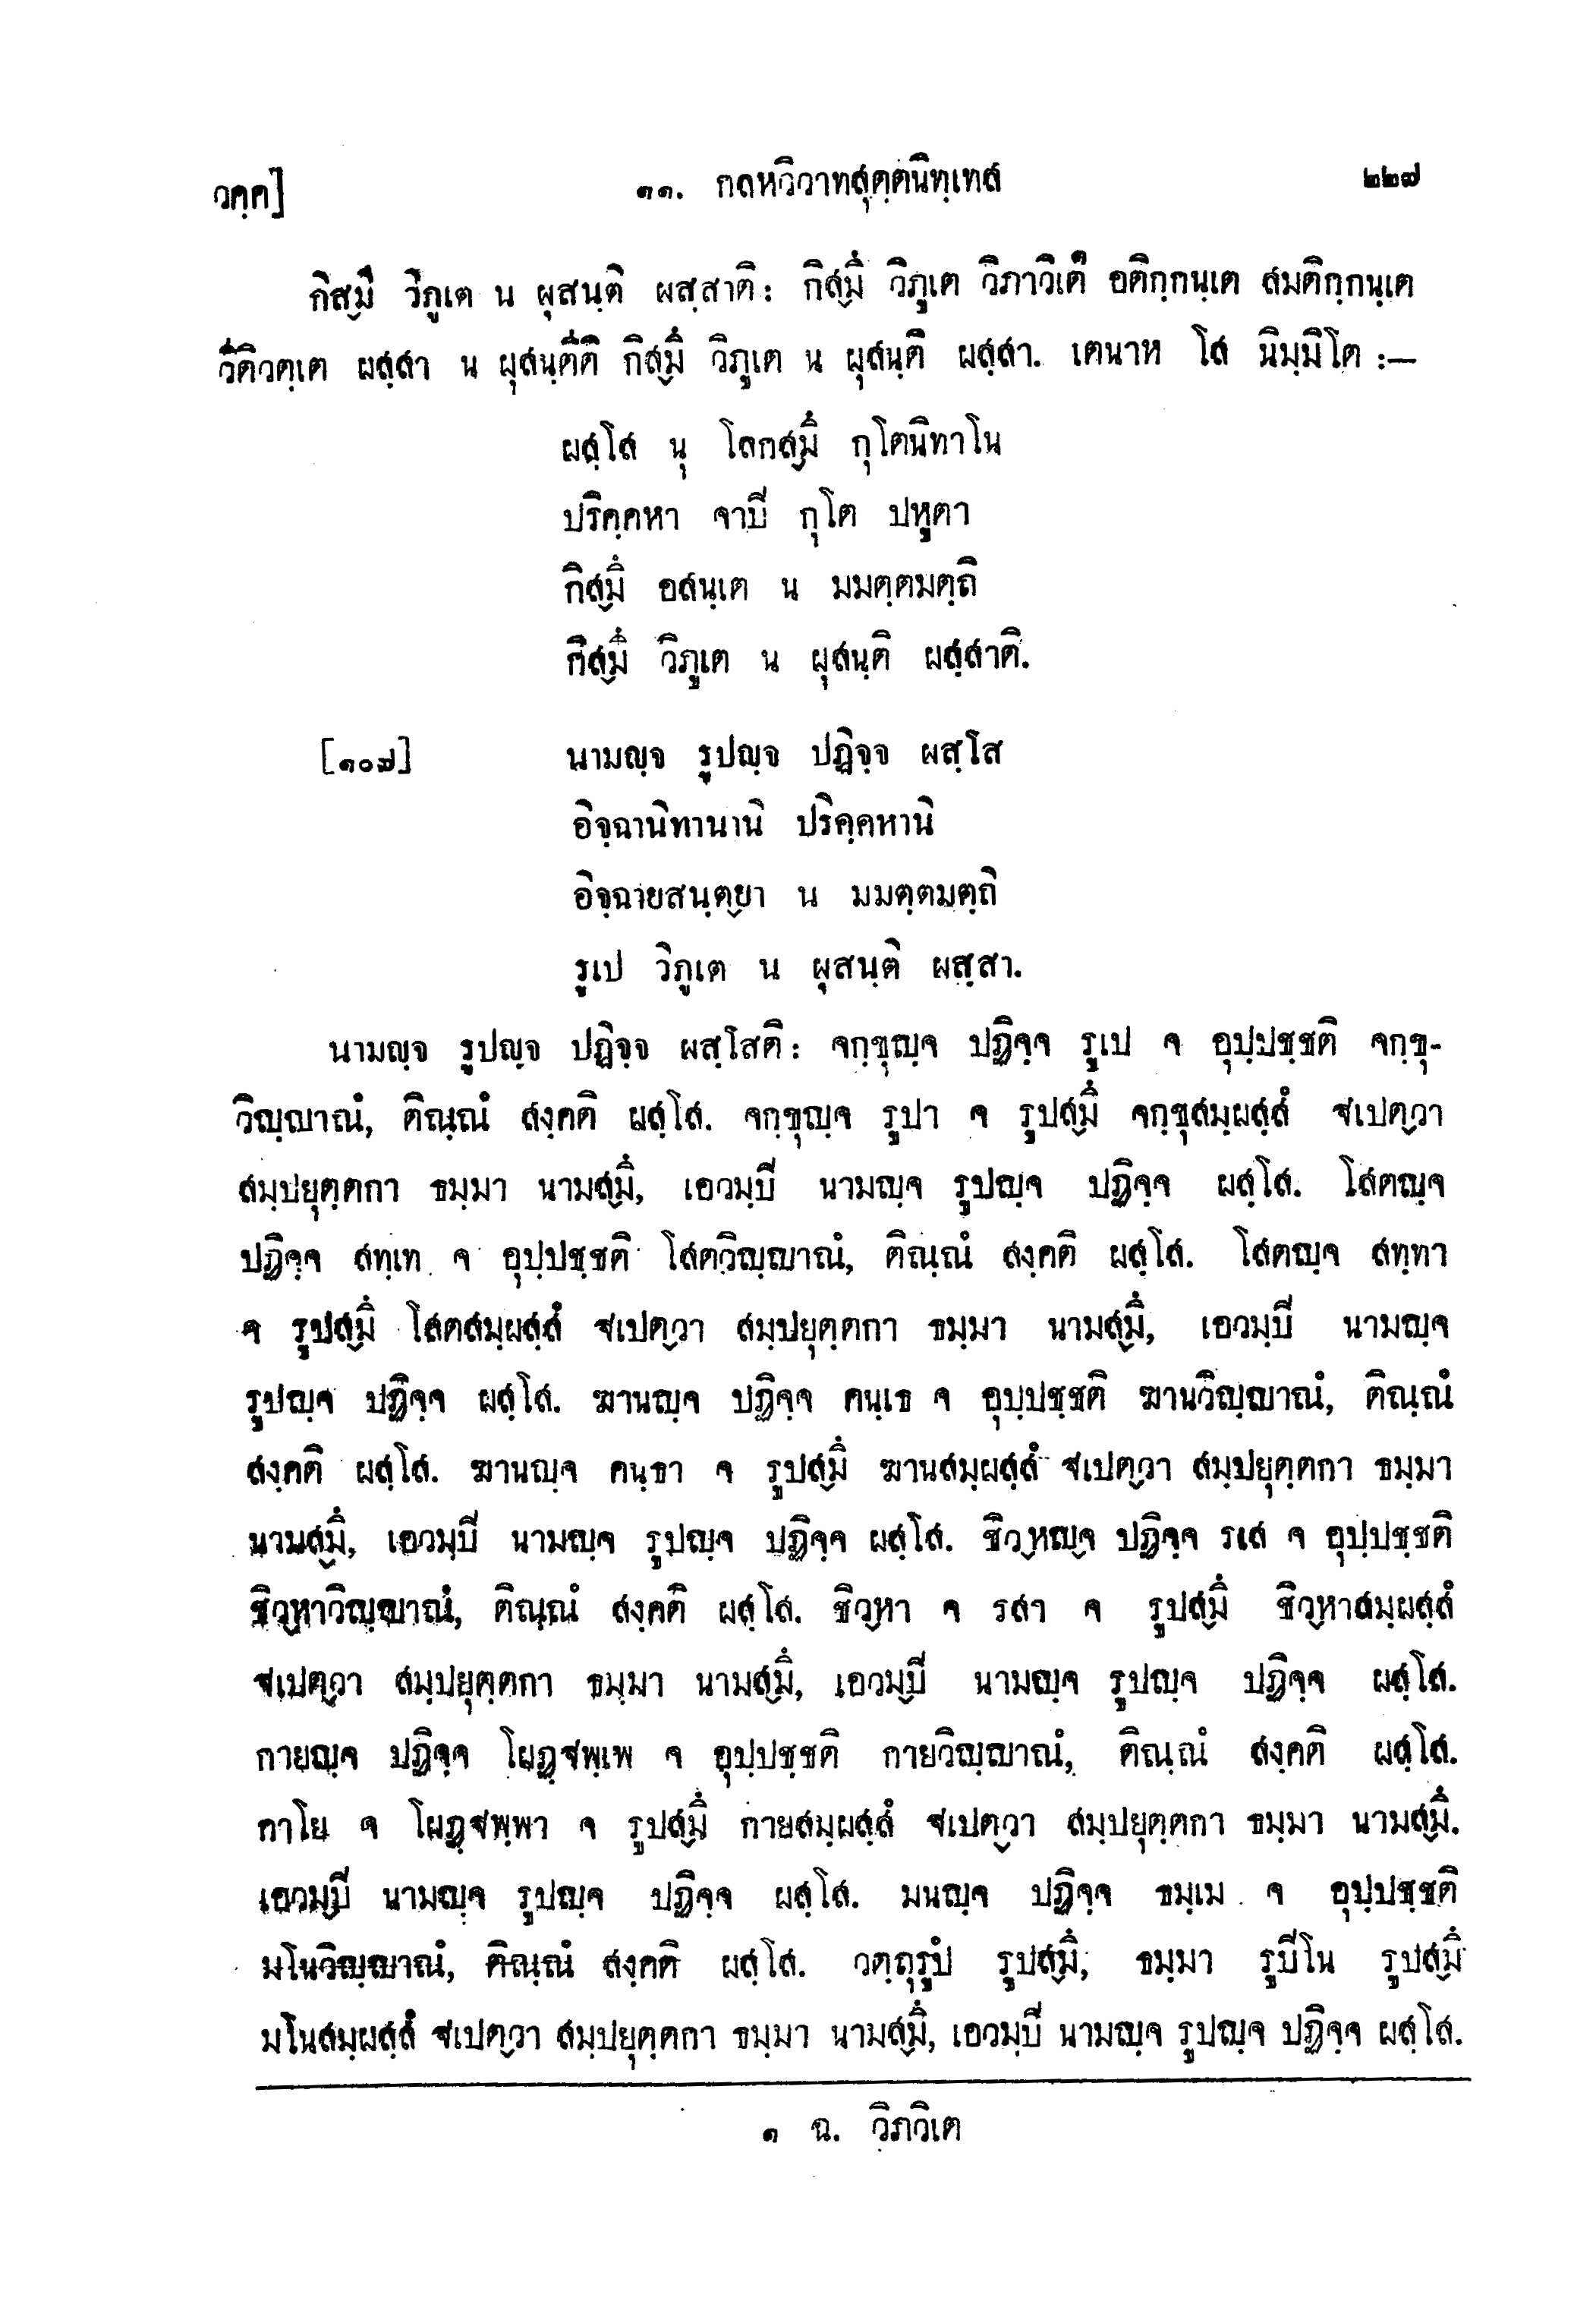 วคฺค]
๑๑. กลหวิวาทสุตฺตนิทฺเทส
๒๒๗
กิสฺมึ วิภูเต น ผุสนฺติ ผสฺสาติ: กิสฺมึ วิภูเต วิภาวิเต๑ อติกฺกนฺเต สมติกฺกนฺเต
วีติวตฺเต ผสฺสา น ผุสนฺตีติ กิสฺมึ วิภูเต น ผุสนฺติ ผสฺสา. เตนาห โส นิมฺมิโต :—
ผสฺโส นุ โลกสฺมึ กุโตนิทาโน
ปริคฺคหา จาปิ กุโต ปหูตา
กิสฺมึ อสนฺเต น มมตฺตมตฺถิ
กิสฺมึ วิภูเต น ผุสนฺติ ผสฺสาติ.
[๑๐๗]
นามญฺจ รูปญฺจ ปฏิจฺจ ผสฺโส
อิจฺฉานิทานานิ ปริคฺคหานิ
อิจฺฉายสนฺตฺยา น มมตฺตมตฺถิ
รูเป วิภูเต น ผุสนฺติ ผสฺสา.
นามญฺจ รูปญฺจ ปฏิจฺจ ผสฺโสติ: จกฺขุญฺจ ปฏิจฺจ รูเป จ อุปฺปชฺชติ จกฺขุ-
วิญฺญาณํ, ติณฺณํ สงฺคติ ผสฺโส. จกฺขุญฺจ รูปา จ รูปสฺมึ จกฺขุสมฺผสฺสํ ฐเปตฺวา
สมฺปยุตฺตกา ธมฺมา นามสฺมึ, เอวมฺปิ นามญฺจ รูปญฺจ ปฏิจฺจ ผสฺโส. โสตญฺจ
ปฏิจฺจ สทฺเท จ อุปฺปชฺชติ โสตวิญฺญาณํ, ติณฺณํ สงฺคติ ผสฺโส. โสตญฺจ สทฺทา
จ รูปสฺมึ โสตสมฺผสฺสํ ฐเปตฺวา สมฺปยุตฺตกา ธมฺมา นามสฺมึ, เอวมฺปิ นามญฺจ
รูปญฺจ ปฏิจฺจ ผสฺโส. ฆานญฺจ ปฏิจฺจ คนฺเธ จ อุปฺปชฺชติ ฆานวิญฺญาณํ, ติณฺณํ
สงฺคติ ผสฺโส. ฆานญฺจ คนฺธา จ รูปสฺมึ ฆานสมฺผสฺสํ ฐเปตฺวา สมฺปยุตฺตกา ธมฺมา
นามสฺมึ, เอวมฺปิ นามญฺจ รูปญฺจ ปฏิจฺจ ผสฺโส. ชิวฺหญฺจ ปฏิจฺจ รเส จ อุปฺปชฺชติ
ชิวฺหาวิญฺญาณํ, ติณฺณํ สงฺคติ ผสฺโส. ชิวฺหา จ รสา จ รูปสฺมึ ชิวฺหาสมฺผสฺสํ
ฐเปตฺวา สมฺปยุตฺตกา ธมฺมา นามสฺมึ, เอวมฺปิ นามญฺจ รูปญฺจ ปฏิจฺจ ผสฺโส.
กายญฺจ ปฏิจฺจ โผฏฺฐพฺเพ จ อุปฺปชฺชติ กายวิญฺญาณํ, ติณฺณํ สงฺคติ ผสฺโส.
กาโย จ โผฏฺฐพฺพา จ รูปสฺมึ กายสมฺผสฺสํ ฐเปตฺวา สมฺปยุตฺตกา ธมฺมา นามสฺมึ.
เอวมฺปิ นามญฺจ รูปญฺจ ปฏิจฺจ ผสฺโส. มนญฺจ ปฏิจฺจ ธมฺเม จ อุปฺปชฺชติ
มโนวิญฺญาณํ, ติณฺณํ สงฺคติ ผสฺโส. วตฺถุรูปํ รูปสฺมึ, ธมฺมา รูปิโน รูปสฺมึ
มโนสมฺผสฺสํ ฐเปตฺวา สมฺปยุตฺตกา ธมฺมา นามสฺมึ, เอวมฺปิ นามญฺจ รูปญฺจ ปฏิจฺจ ผสฺโส.
๑ ฉ. วิภวิเต